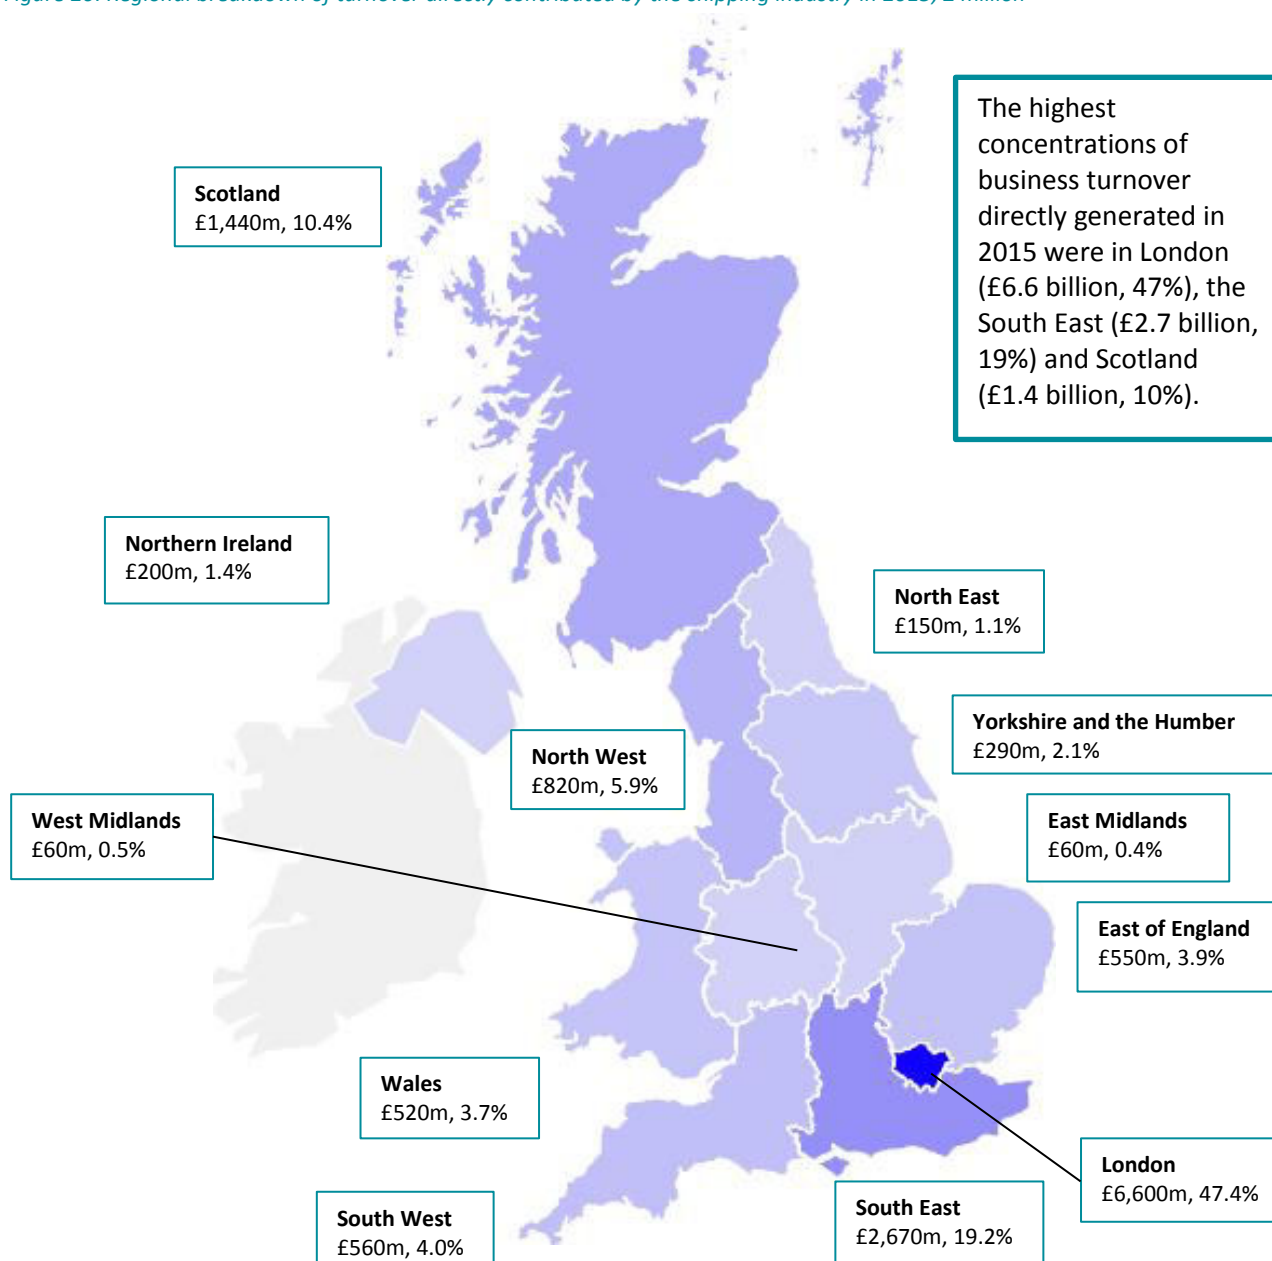 The highest
concentrations of
business turnover
directly generated in
2015 were in London
(£6.6 billion, 47%), the
South East (£2.7 billion,
19%) and Scotland
(£1.4 billion, 10%).
Scotland
£1,440m, 10.4%
Northern Ireland
£200m, 1.4%
North East
£150m, 1.1%
Yorkshire and the Humber
£290m, 2.1%
North West
£820m, 5.9%
West Midlands
£60m, 0.5%
East Midlands
£60m, 0.4%
East of England
£550m, 3.9%
Wales
£520m, 3.7%
London
£6,600m, 47.4%
South East
£2,670m, 19.2%
South West
£560m, 4.0%